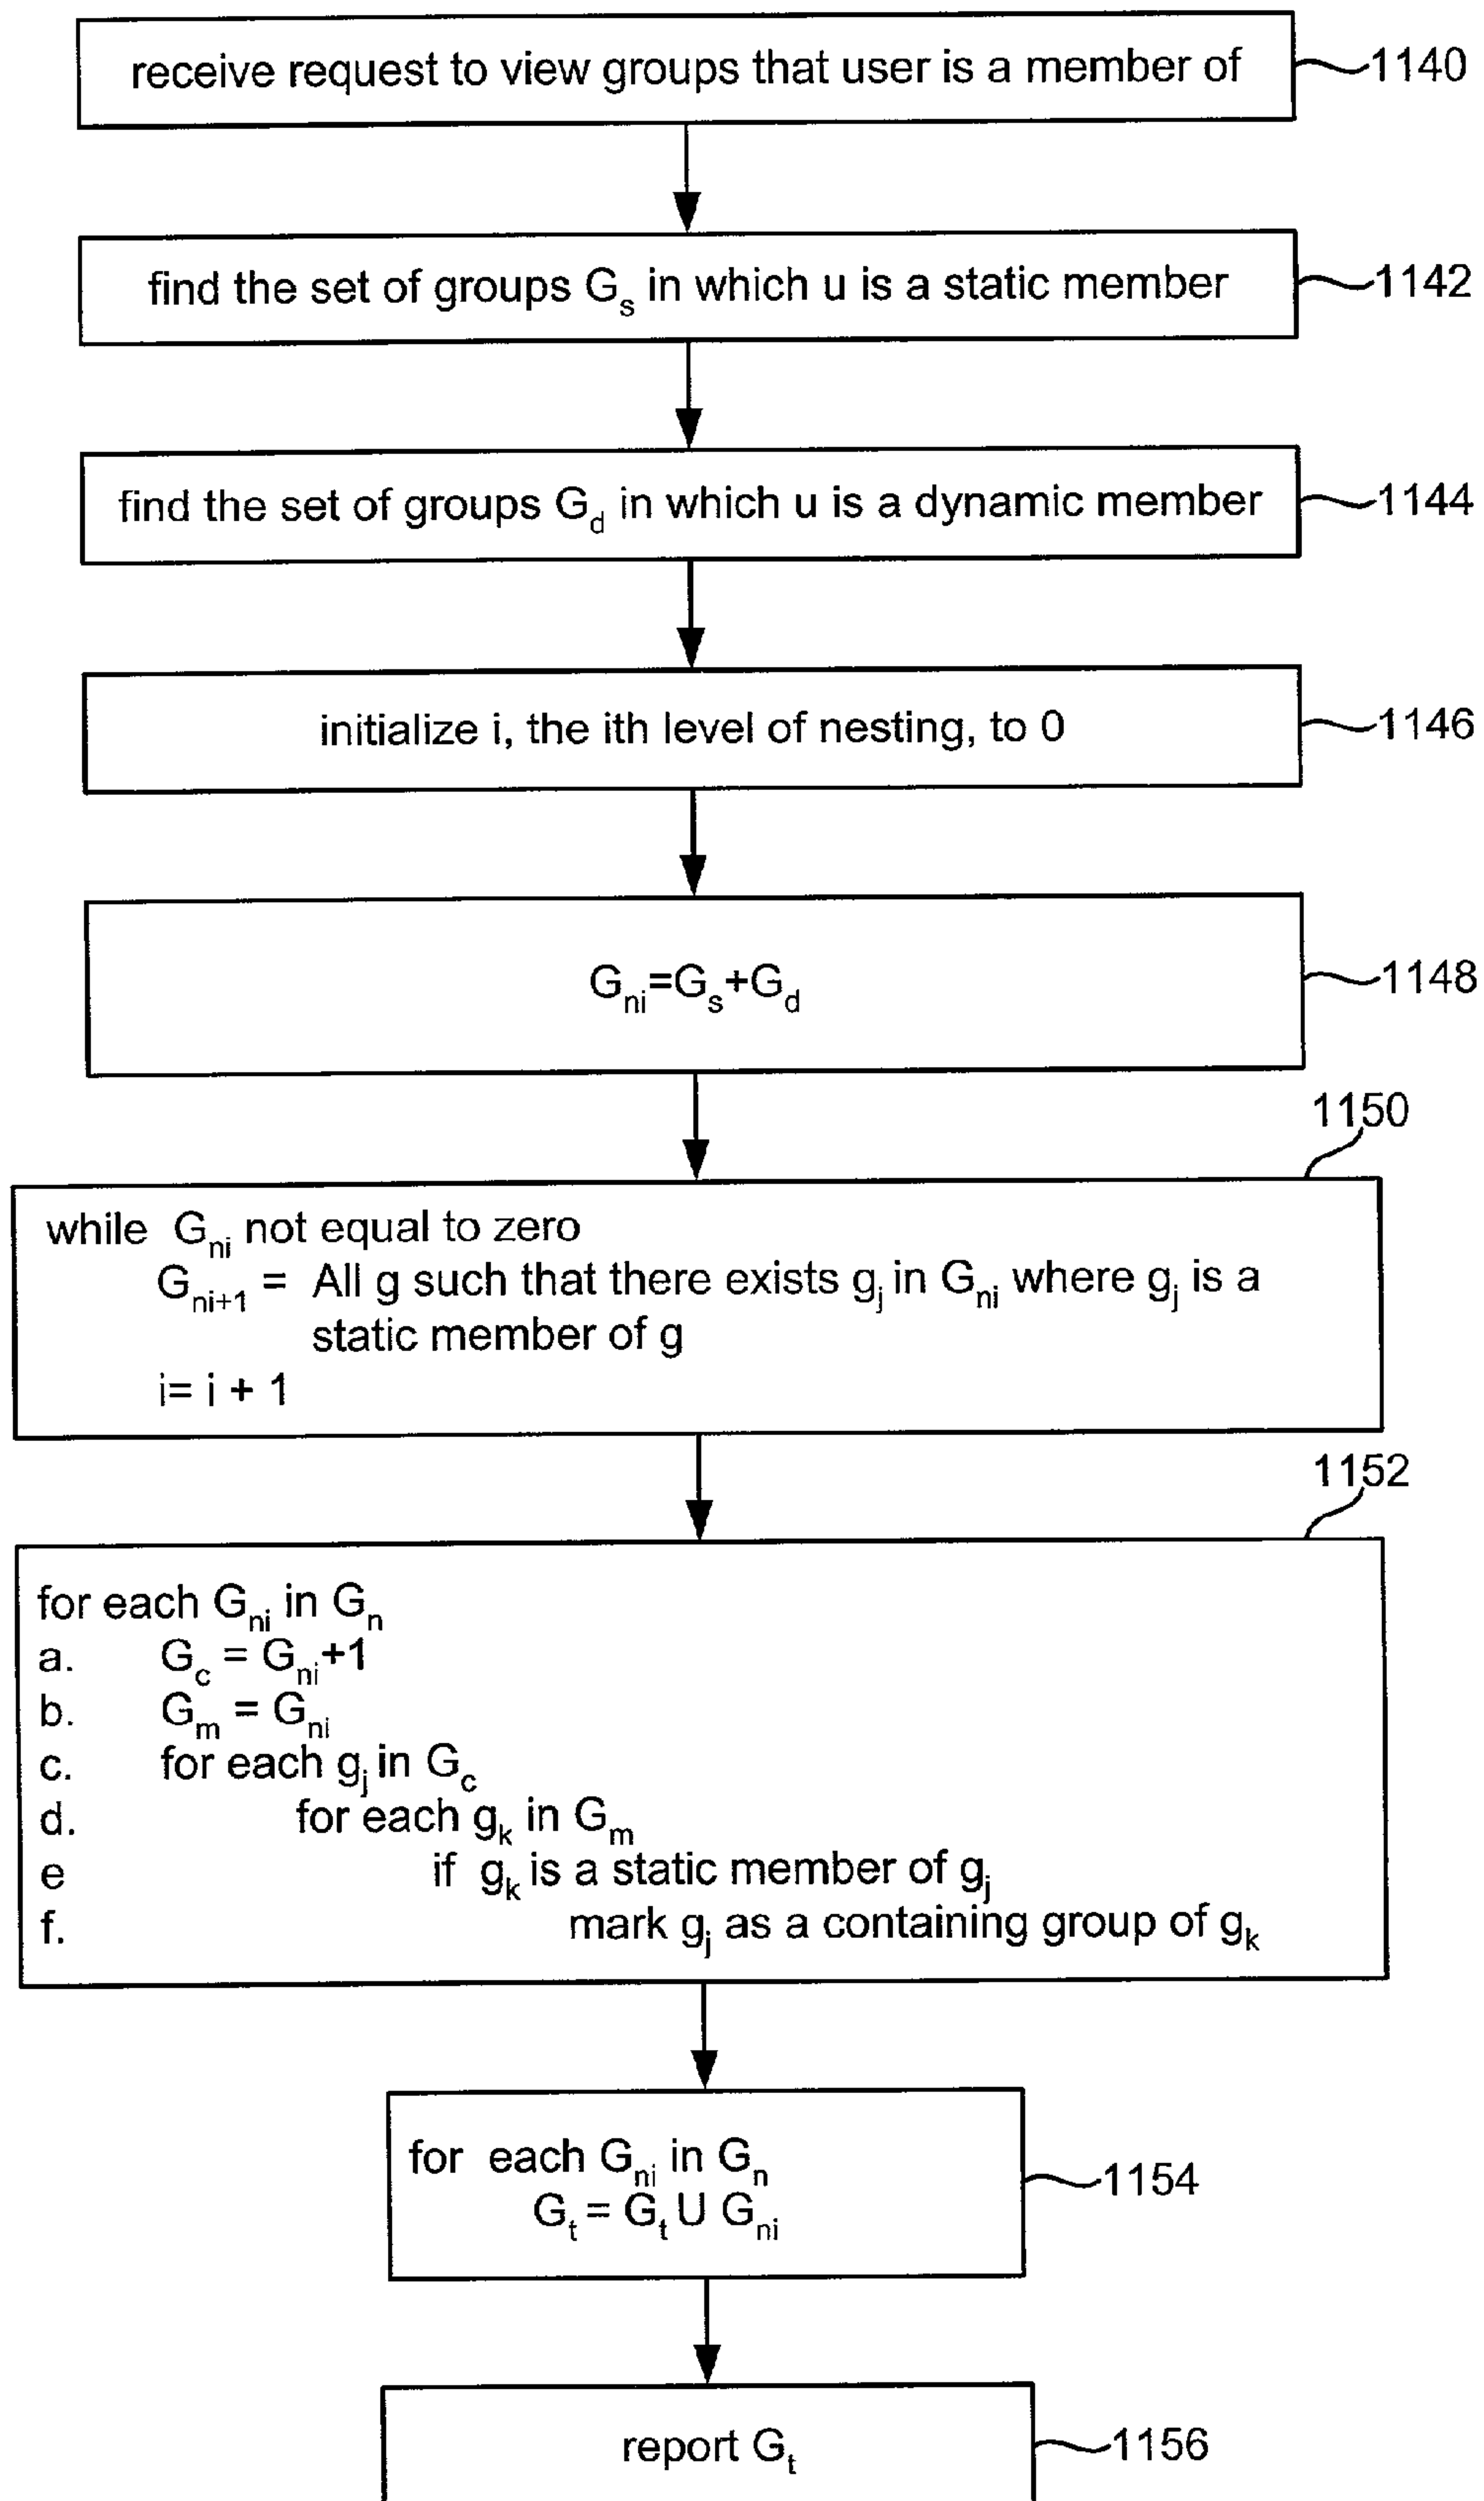 receive request to view groups that user is a member of
1140
find the set of groups Gs in which u is a static member
1142
find the set of groups Gd in which u is a dynamic member
1144
initialize i, the ith level of nesting, to 0
1146
Gni=Gs+Gd
1148
1150
while Gni not equal to zero
Gni+1 = All g such that there exists gj in Gni where gj is a
static member of g
i= i + 1
1152
for each Gni in Gn
a. Gc = Gni+1
b. Gm = Gni
c. for each gj in Gc
d. for each gk in Gm
e if gk is a static member of gj
f. mark gj as a containing group of gk
for each Gni in Gn
Gt = Gt U Gni
1154
report Gt
1156